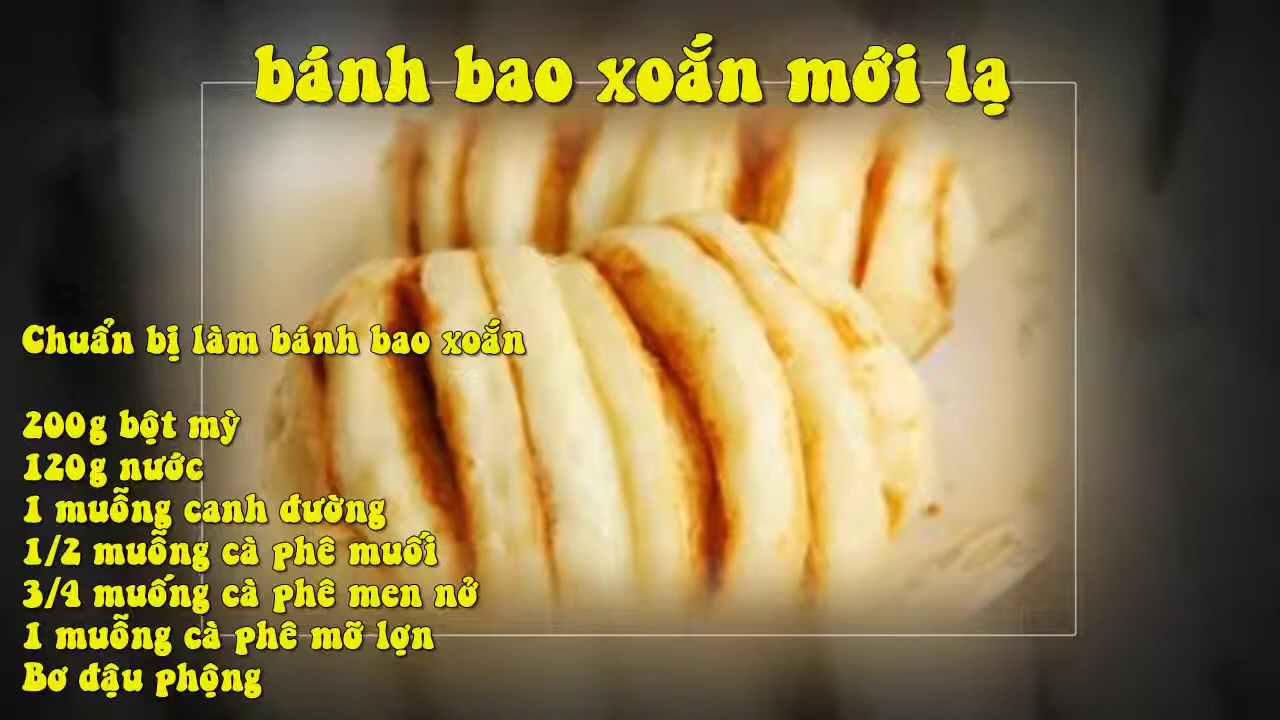 bánh bao xoắn mới lạ
Chuẩn bị làm bánh bao xoắn
200g bột mỳ
120g nước
1 muỗng canh đường
1/2 muỗng cà phê muối
3/4 muống cà phê men nở
1 muỗng cà phê mỡ lợn
Bơ đậu phộng